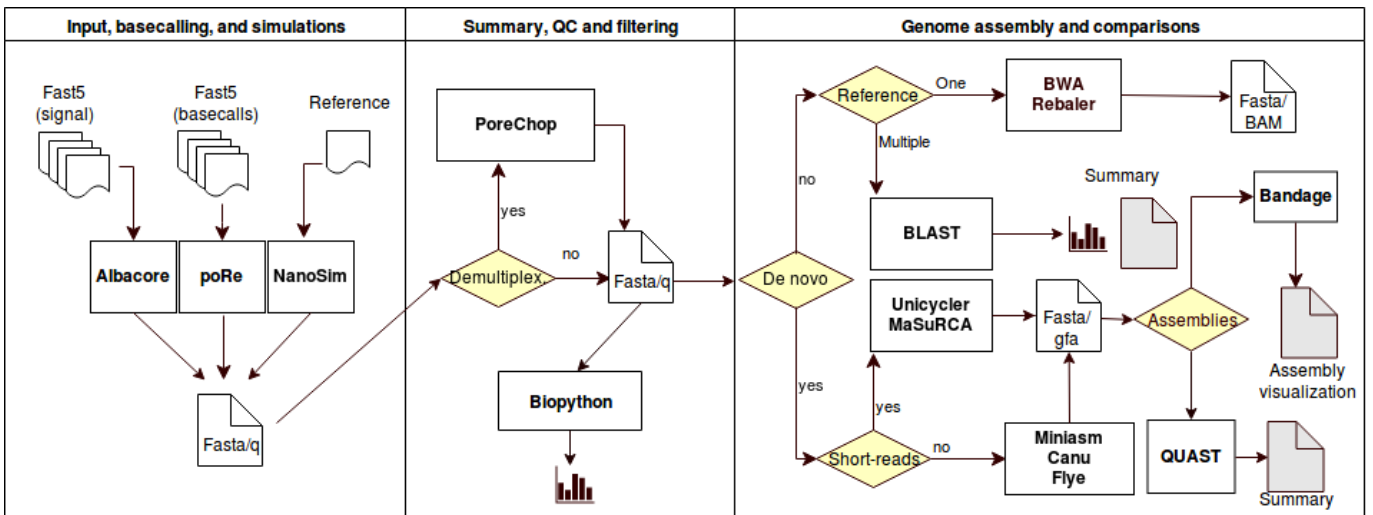 Input, basecalling, and simulations
Summary, QC and filtering
Genome assembly and comparisons
Fast5
(signal)
Fast5
(basecalls)
Reference
Albacore
poRe
NanoSim
Fasta/q
PoreChop
yes
Demultiplex.
no
Fasta/q
Biopython
De novo
no
yes
Reference
One
Multiple
BWA
Rebaler
Fasta/
BAM
BLAST
Summary
Unicycler
MaSuRCA
Fasta/
gfa
Assemblies
Bandage
Assembly
visualization
Short-reads
yes
no
Miniasm
Canu
Flye
QUAST
Summary